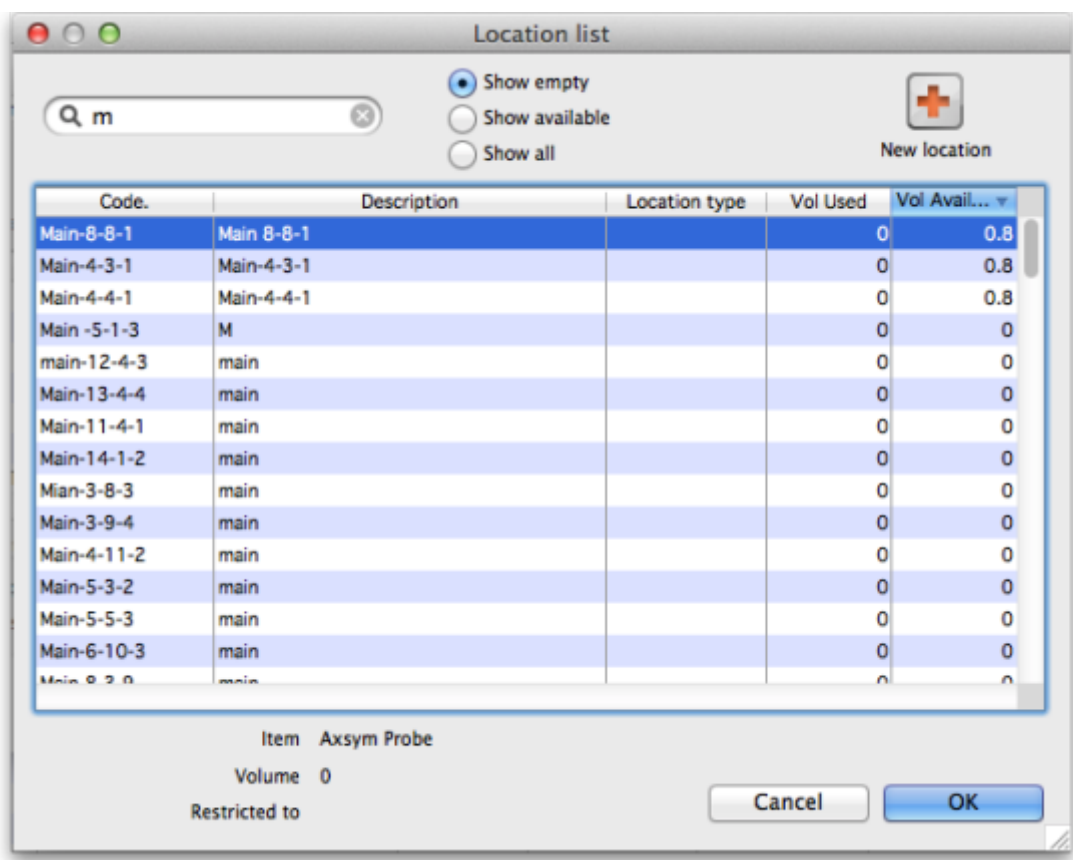 Location list
m
Show empty
Show available
Show all
New location
Code. Description Location type Vol Used Vol Avail...
Main-8-8-1 Main 8-8-1 0 0.8
Main-4-3-1 Main-4-3-1 0 0.8
Main-4-4-1 Main-4-4-1 0 0.8
Main -5-1-3 M 0 0
main-12-4-3 main 0 0
Main-13-4-4 main 0 0
Main-11-4-1 main 0 0
Main-14-1-2 main 0 0
Mian-3-8-3 main 0 0
Main-3-9-4 main 0 0
Main-4-11-2 main 0 0
Main-5-3-2 main 0 0
Main-5-5-3 main 0 0
Main-6-10-3 main 0 0
main 0 0
Item Axsym Probe
Volume 0
Restricted to
Cancel OK